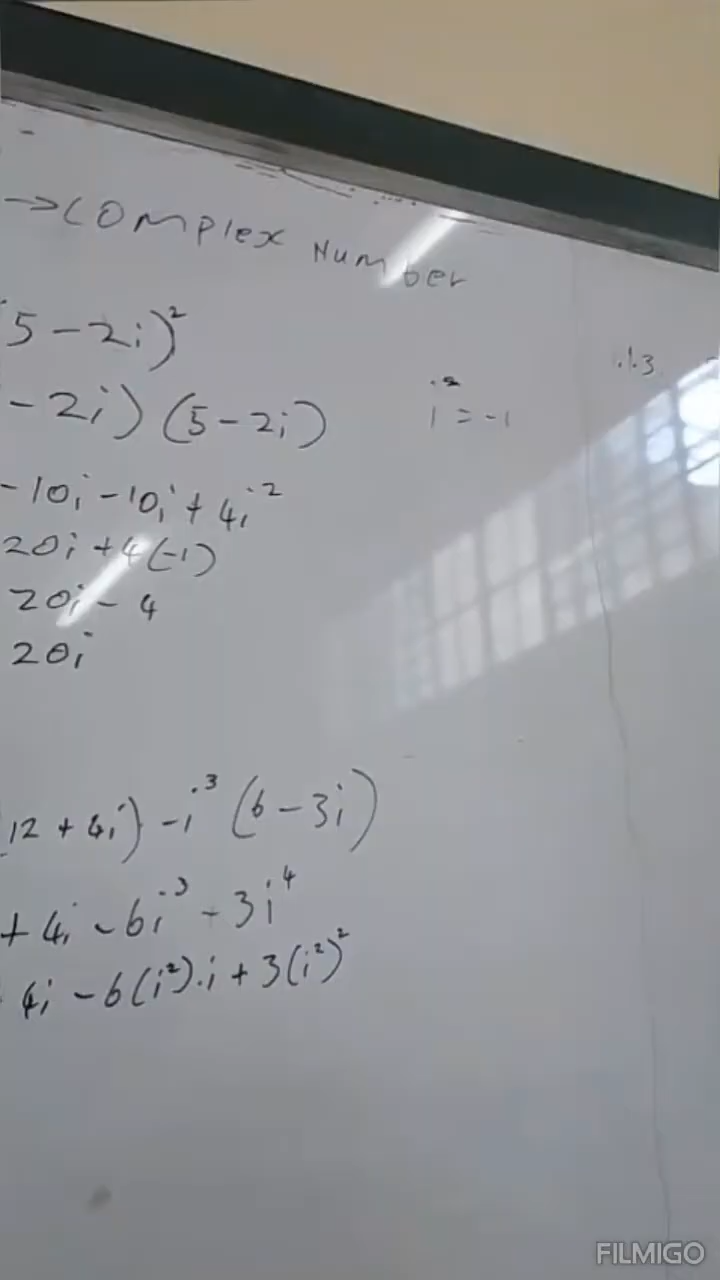 →COMPLEX NUMBER
(5-2i)²
-2i) (5-2i)
i² = -1
-10i -10i + 4i²
20i + 4(-1)
20i - 4
20i
(12 + 4i) - i³ (6 - 3i)
+ 4i - 6i³ + 3i⁴
4i - 6(i²).i + 3(i²)²
FILMIGO